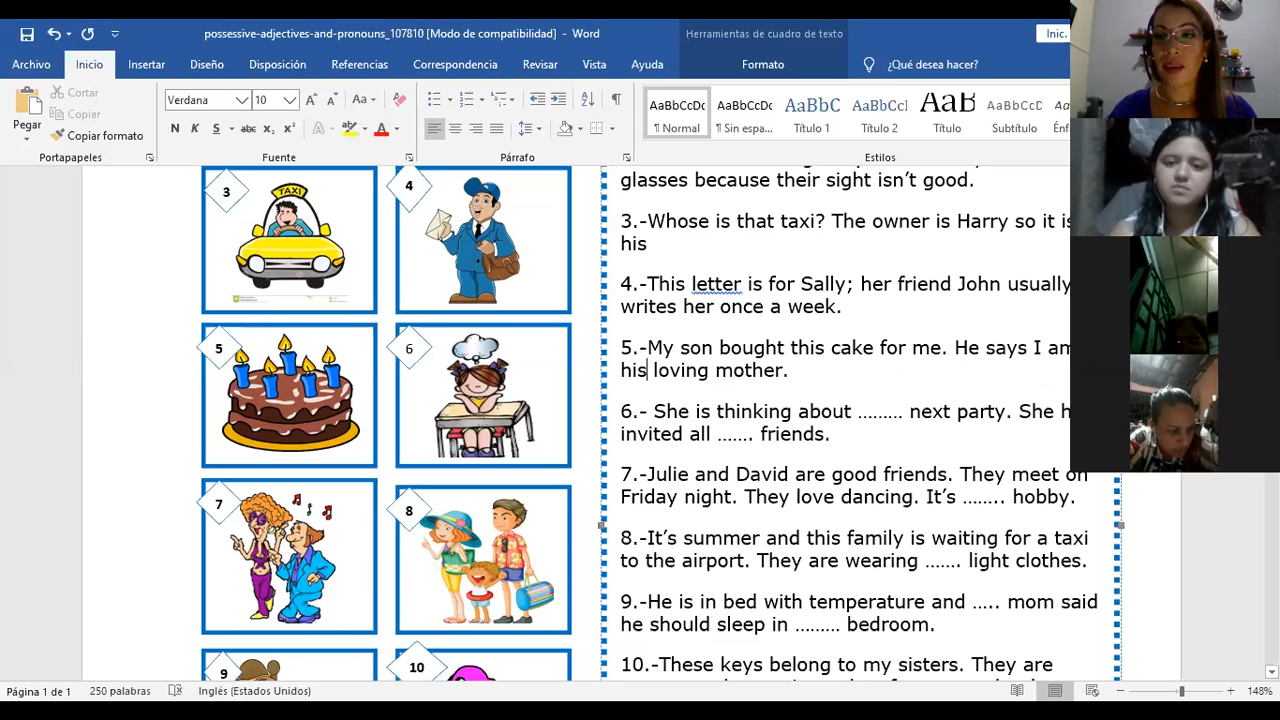 possessive-adjectives-and-pronouns_107810 [Modo de compatibilidad] - Word
Herramientas de cuadro de texto
Inic.
Archivo Inicio Insertar Diseño Disposición Referencias Correspondencia Revisar Vista Ayuda Formato ¿Qué desea hacer?
Pegar
Cortar
Copiar
Copiar formato
Verdana 10
Aa
N K S abc x₂ x²
A A
AaBbCcDc AaBbCcDc AaBbC AaBbCcI AaB AaBbCcD
¶ Normal ¶ Sin espa... Título 1 Título 2 Título Subtítulo
Portapapeles Fuente Párrafo Estilos
3
TAXI
4
5
6
7
8
9
10
glasses because their sight isn't good.
3.-Whose is that taxi? The owner is Harry so it is
his
4.-This letter is for Sally; her friend John usually
writes her once a week.
5.-My son bought this cake for me. He says I am
his loving mother.
6.- She is thinking about ……… next party. She h
invited all ……. friends.
7.-Julie and David are good friends. They meet on
Friday night. They love dancing. It's …….. hobby.
8.-It's summer and this family is waiting for a taxi
to the airport. They are wearing ……. light clothes.
9.-He is in bed with temperature and ….. mom said
he should sleep in ……… bedroom.
10.-These keys belong to my sisters. They are
Página 1 de 1 250 palabras Inglés (Estados Unidos) 148%